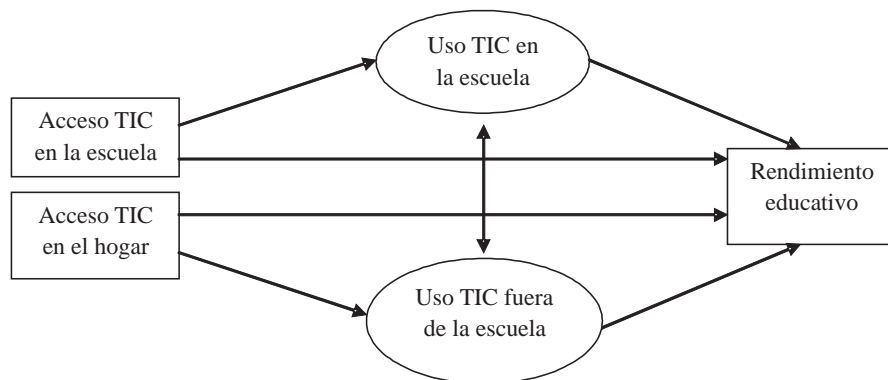 Uso TIC en
la escuela
Acceso TIC
en la escuela
Rendimiento
educativo
Acceso TIC
en el hogar
Uso TIC fuera
de la escuela